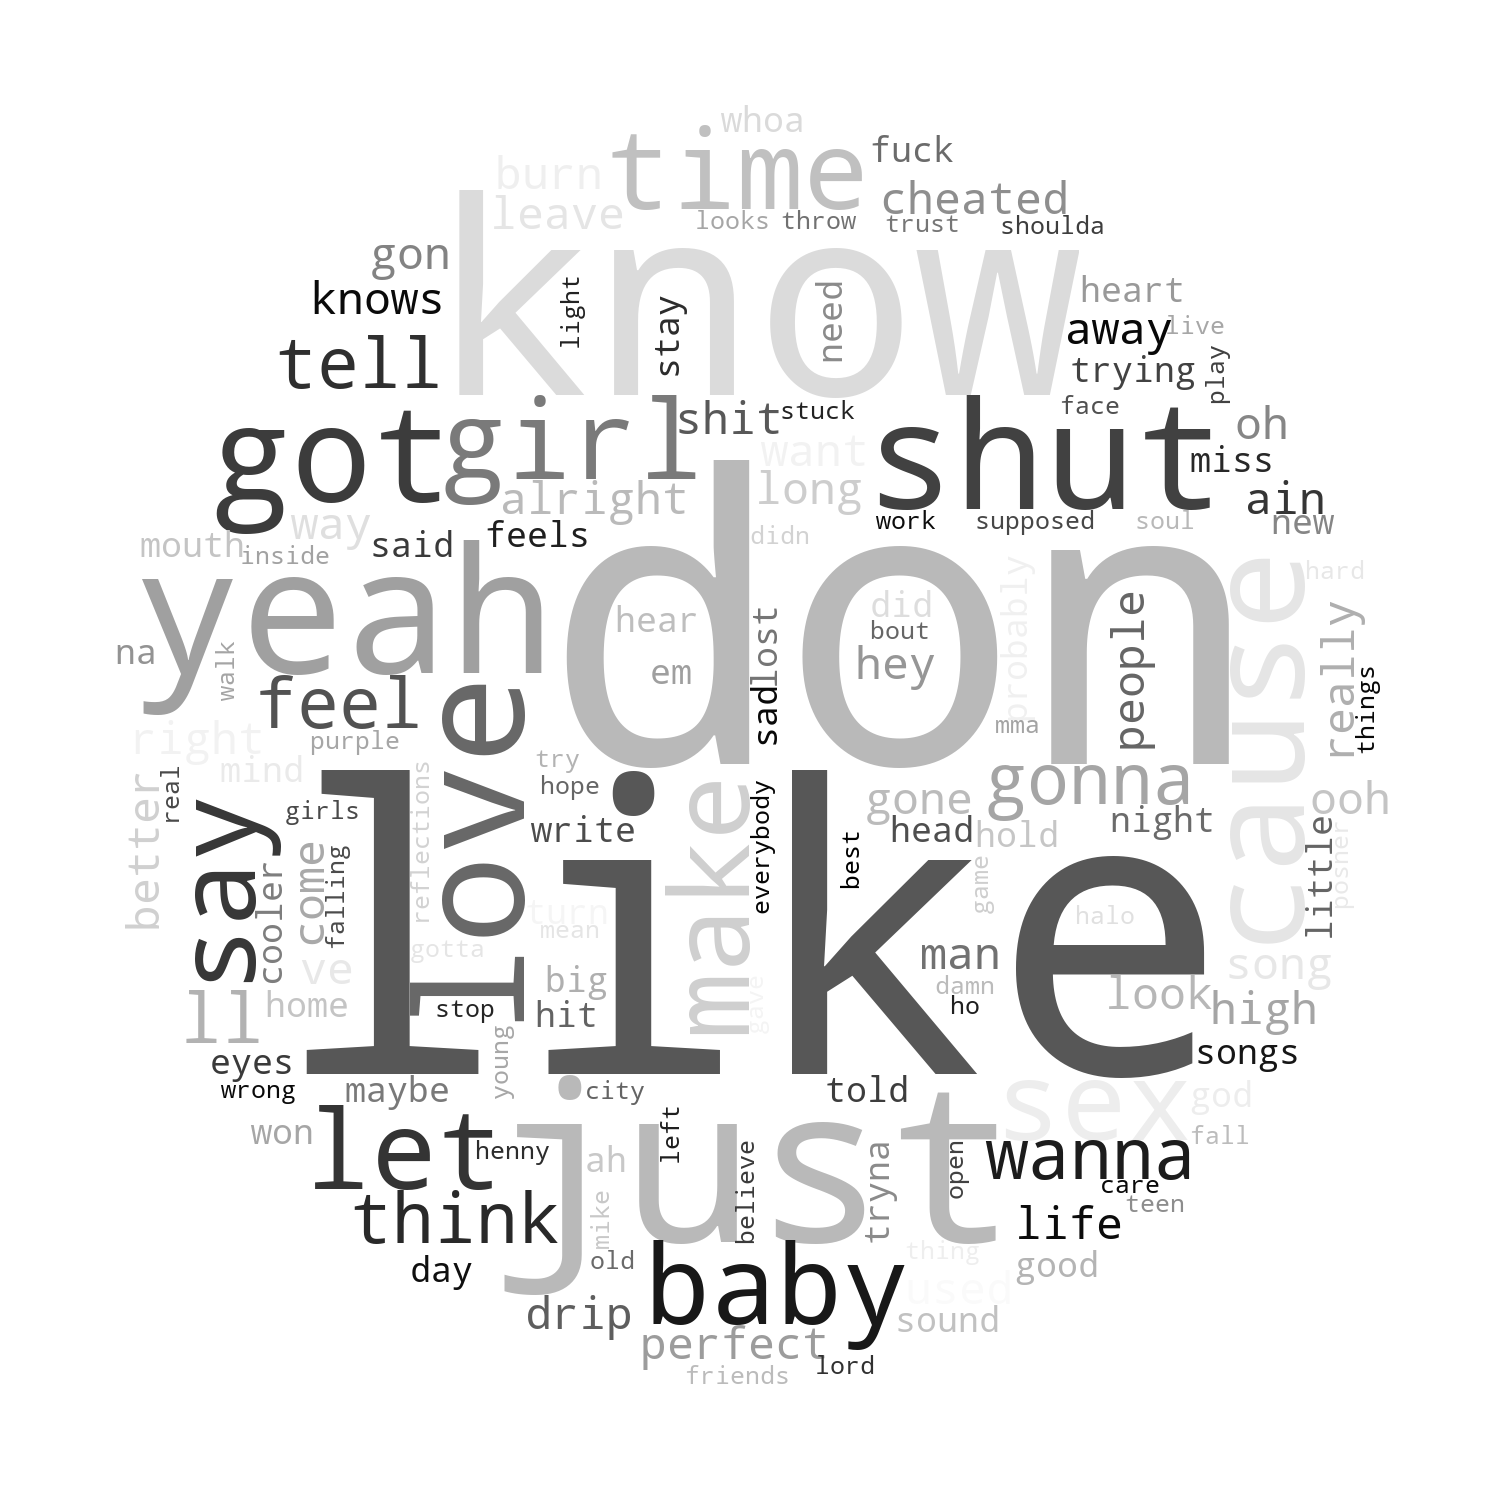 whoa
time
fuck
burn
cheated
leave
know
looks
throw
trust
shoulda
gon
knows
light
stay
need
heart
away
live
tell
trying
play
got
girl
shit
stuck
face
shut
oh
want
miss
alright
long
ain
way
work
supposed
soul
new
mouth
inside
said
feels
didn
don
yeah
hear
did
probably
people
cause
hard
na
walk
em
sad
lost
bout
hey
really
things
feel
love
mma
right
purple
mind
try
hope
make
everybody
gone
gonna
ooh
better
real
say
girls
reflections
write
like
best
head
hold
night
little
posner
cooler
come
falling
turn
mean
game
halo
gotta
ve
man
song
ll
home
stop
big
hit
gave
damn
ho
look
high
eyes
young
songs
wrong
maybe
city
told
sex
god
let
won
henny
just
ah
left
believe
tryna
open
wanna
fall
think
mike
care
teen
life
day
old
baby
thing
good
used
drip
sound
perfect
lord
friends